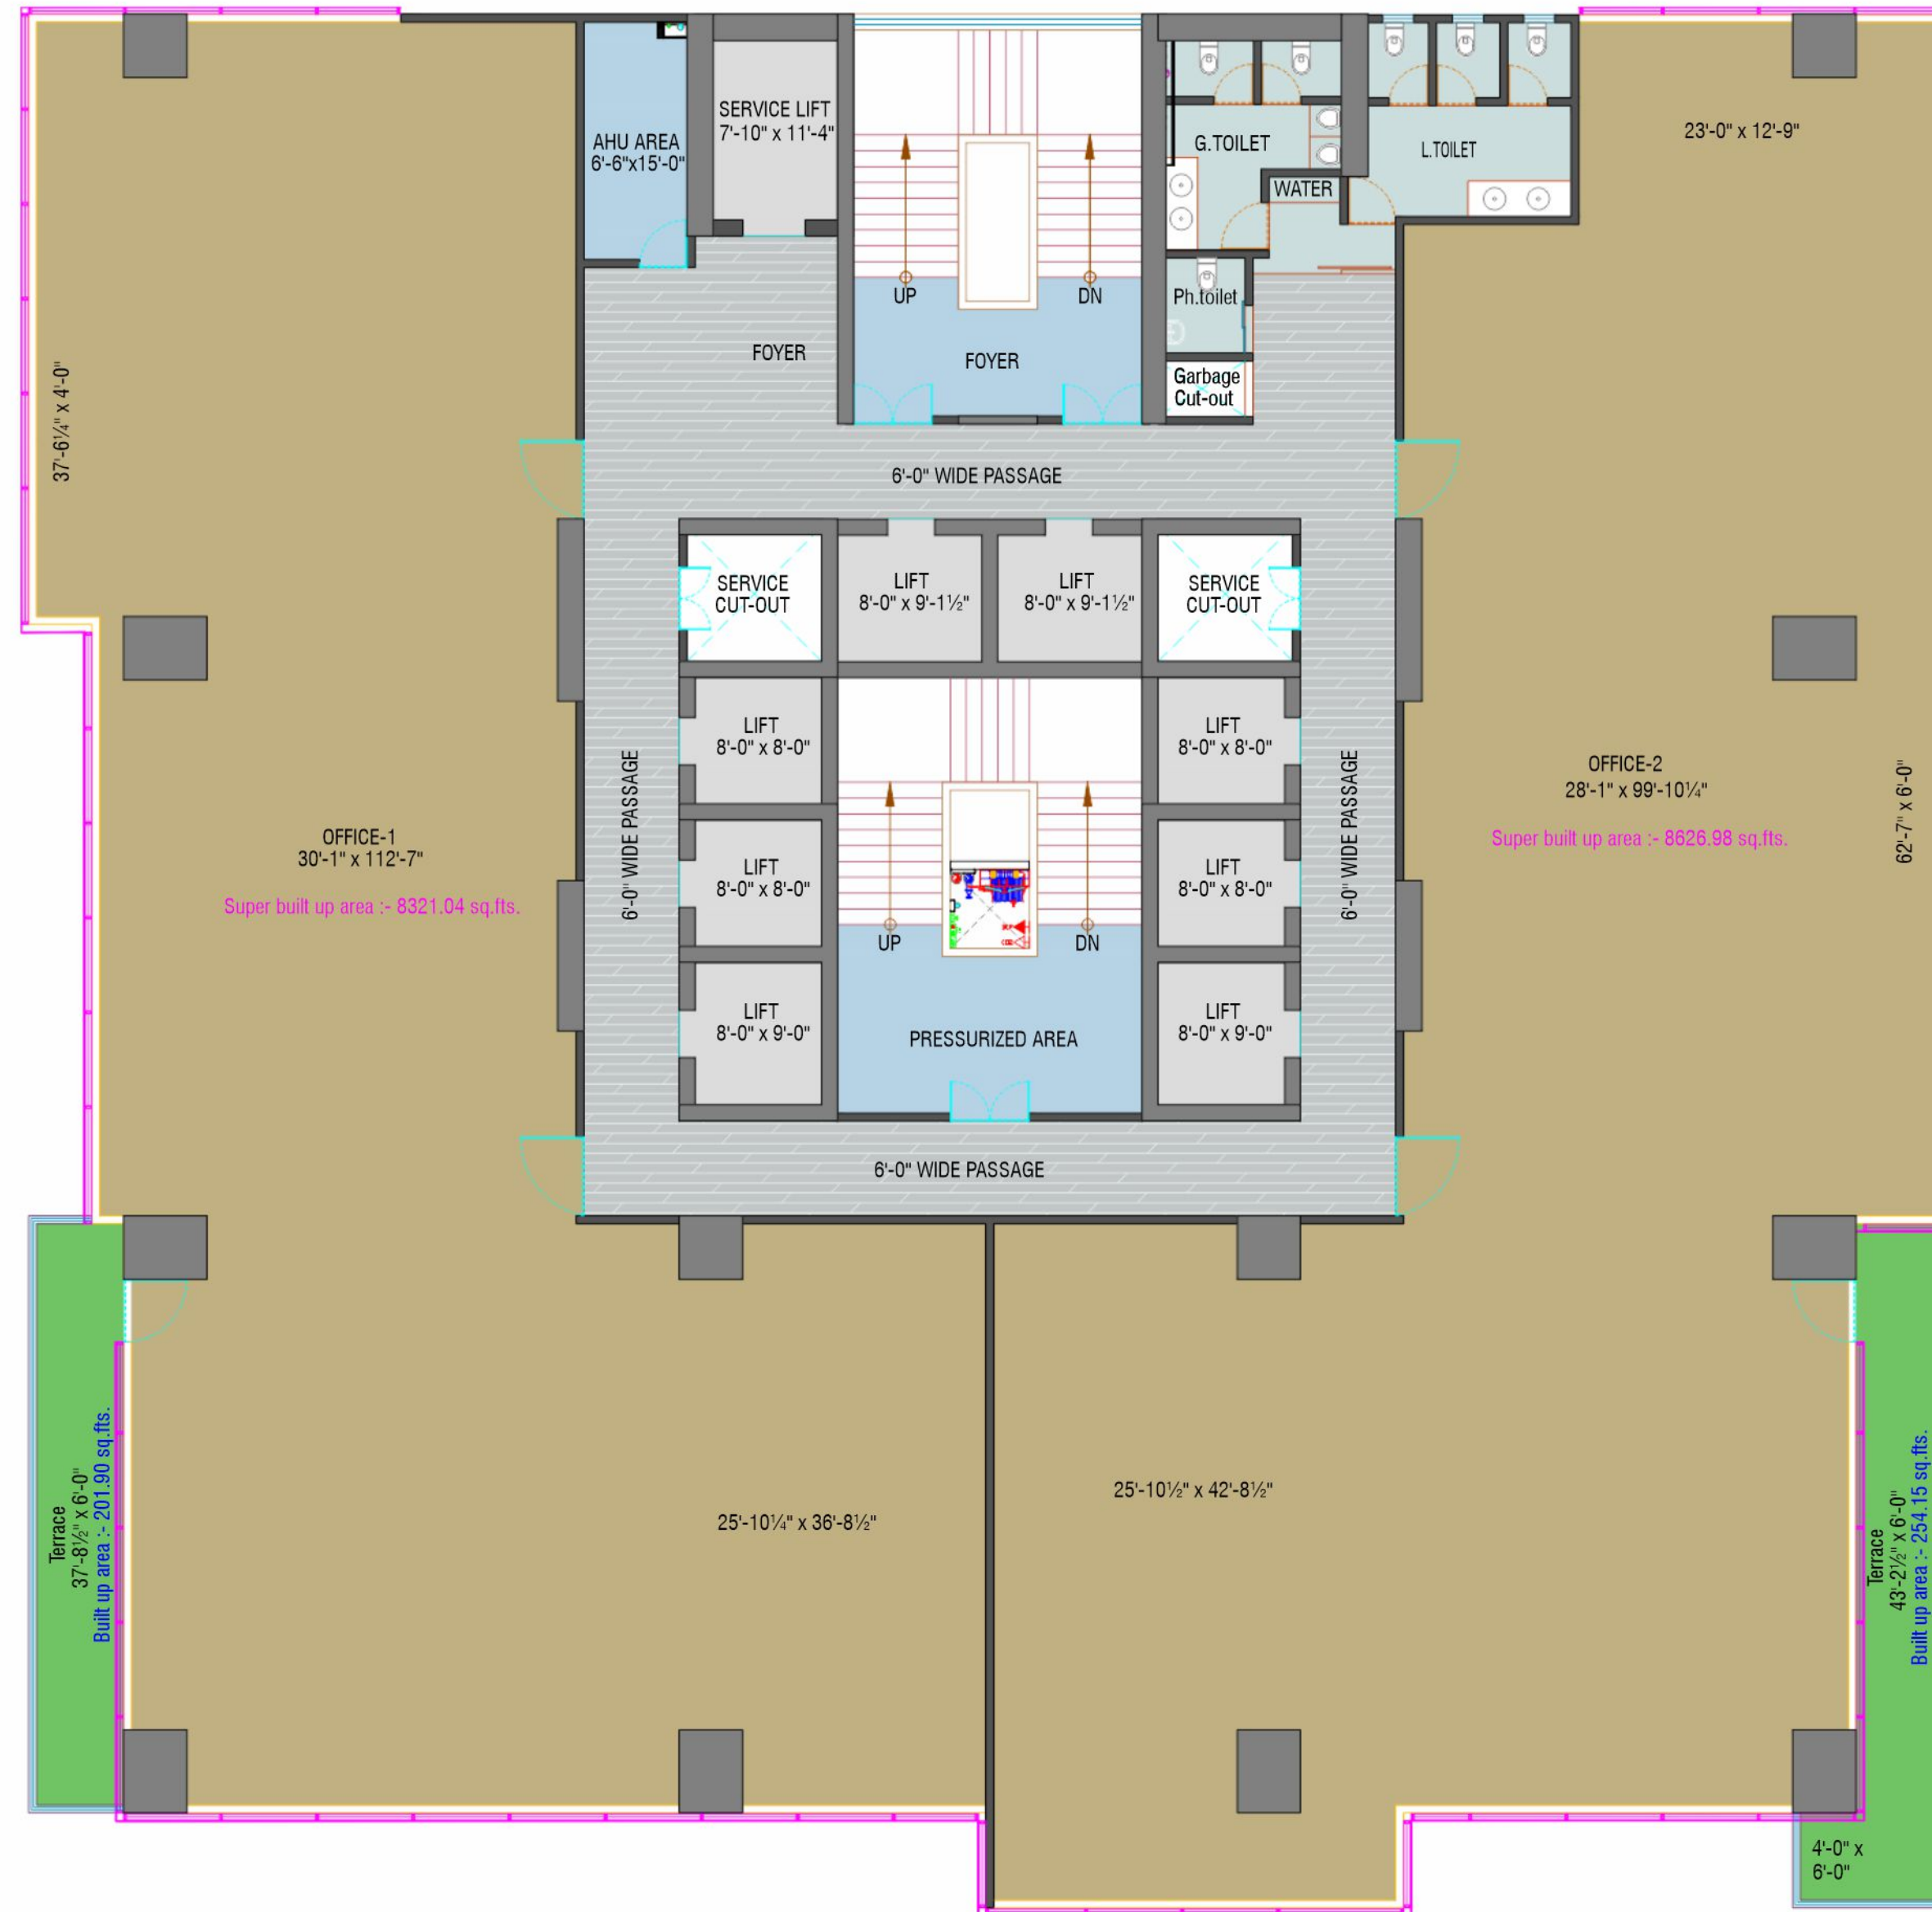 SERVICE LIFT
7'-10" x 11'-4"
AHU AREA
6'-6"x15'-0"
G.TOILET
L.TOILET
23'-0" x 12'-9"
WATER
UP
DN
Ph.toilet
FOYER
FOYER
Garbage
Cut-out
37'-6¼" x 4'-0"
6'-0" WIDE PASSAGE
SERVICE
CUT-OUT
LIFT
8'-0" x 9'-1½"
LIFT
8'-0" x 9'-1½"
SERVICE
CUT-OUT
LIFT
8'-0" x 8'-0"
LIFT
8'-0" x 8'-0"
6'-0" WIDE PASSAGE
6'-0" WIDE PASSAGE
OFFICE-2
28'-1" x 99'-10¼"
Super built up area :- 8626.98 sq.fts.
62'-7" x 6'-0"
OFFICE-1
30'-1" x 112'-7"
Super built up area :- 8321.04 sq.fts.
LIFT
8'-0" x 8'-0"
LIFT
8'-0" x 8'-0"
UP
DN
LIFT
8'-0" x 9'-0"
PRESSURIZED AREA
LIFT
8'-0" x 9'-0"
6'-0" WIDE PASSAGE
Terrace
37'-8½" x 6'-0"
Built up area :- 201.90 sq.fts.
25'-10¼" x 36'-8½"
25'-10½" x 42'-8½"
Terrace
43'-2½" x 6'-0"
Built up area :- 254.15 sq.fts.
4'-0" x
6'-0"